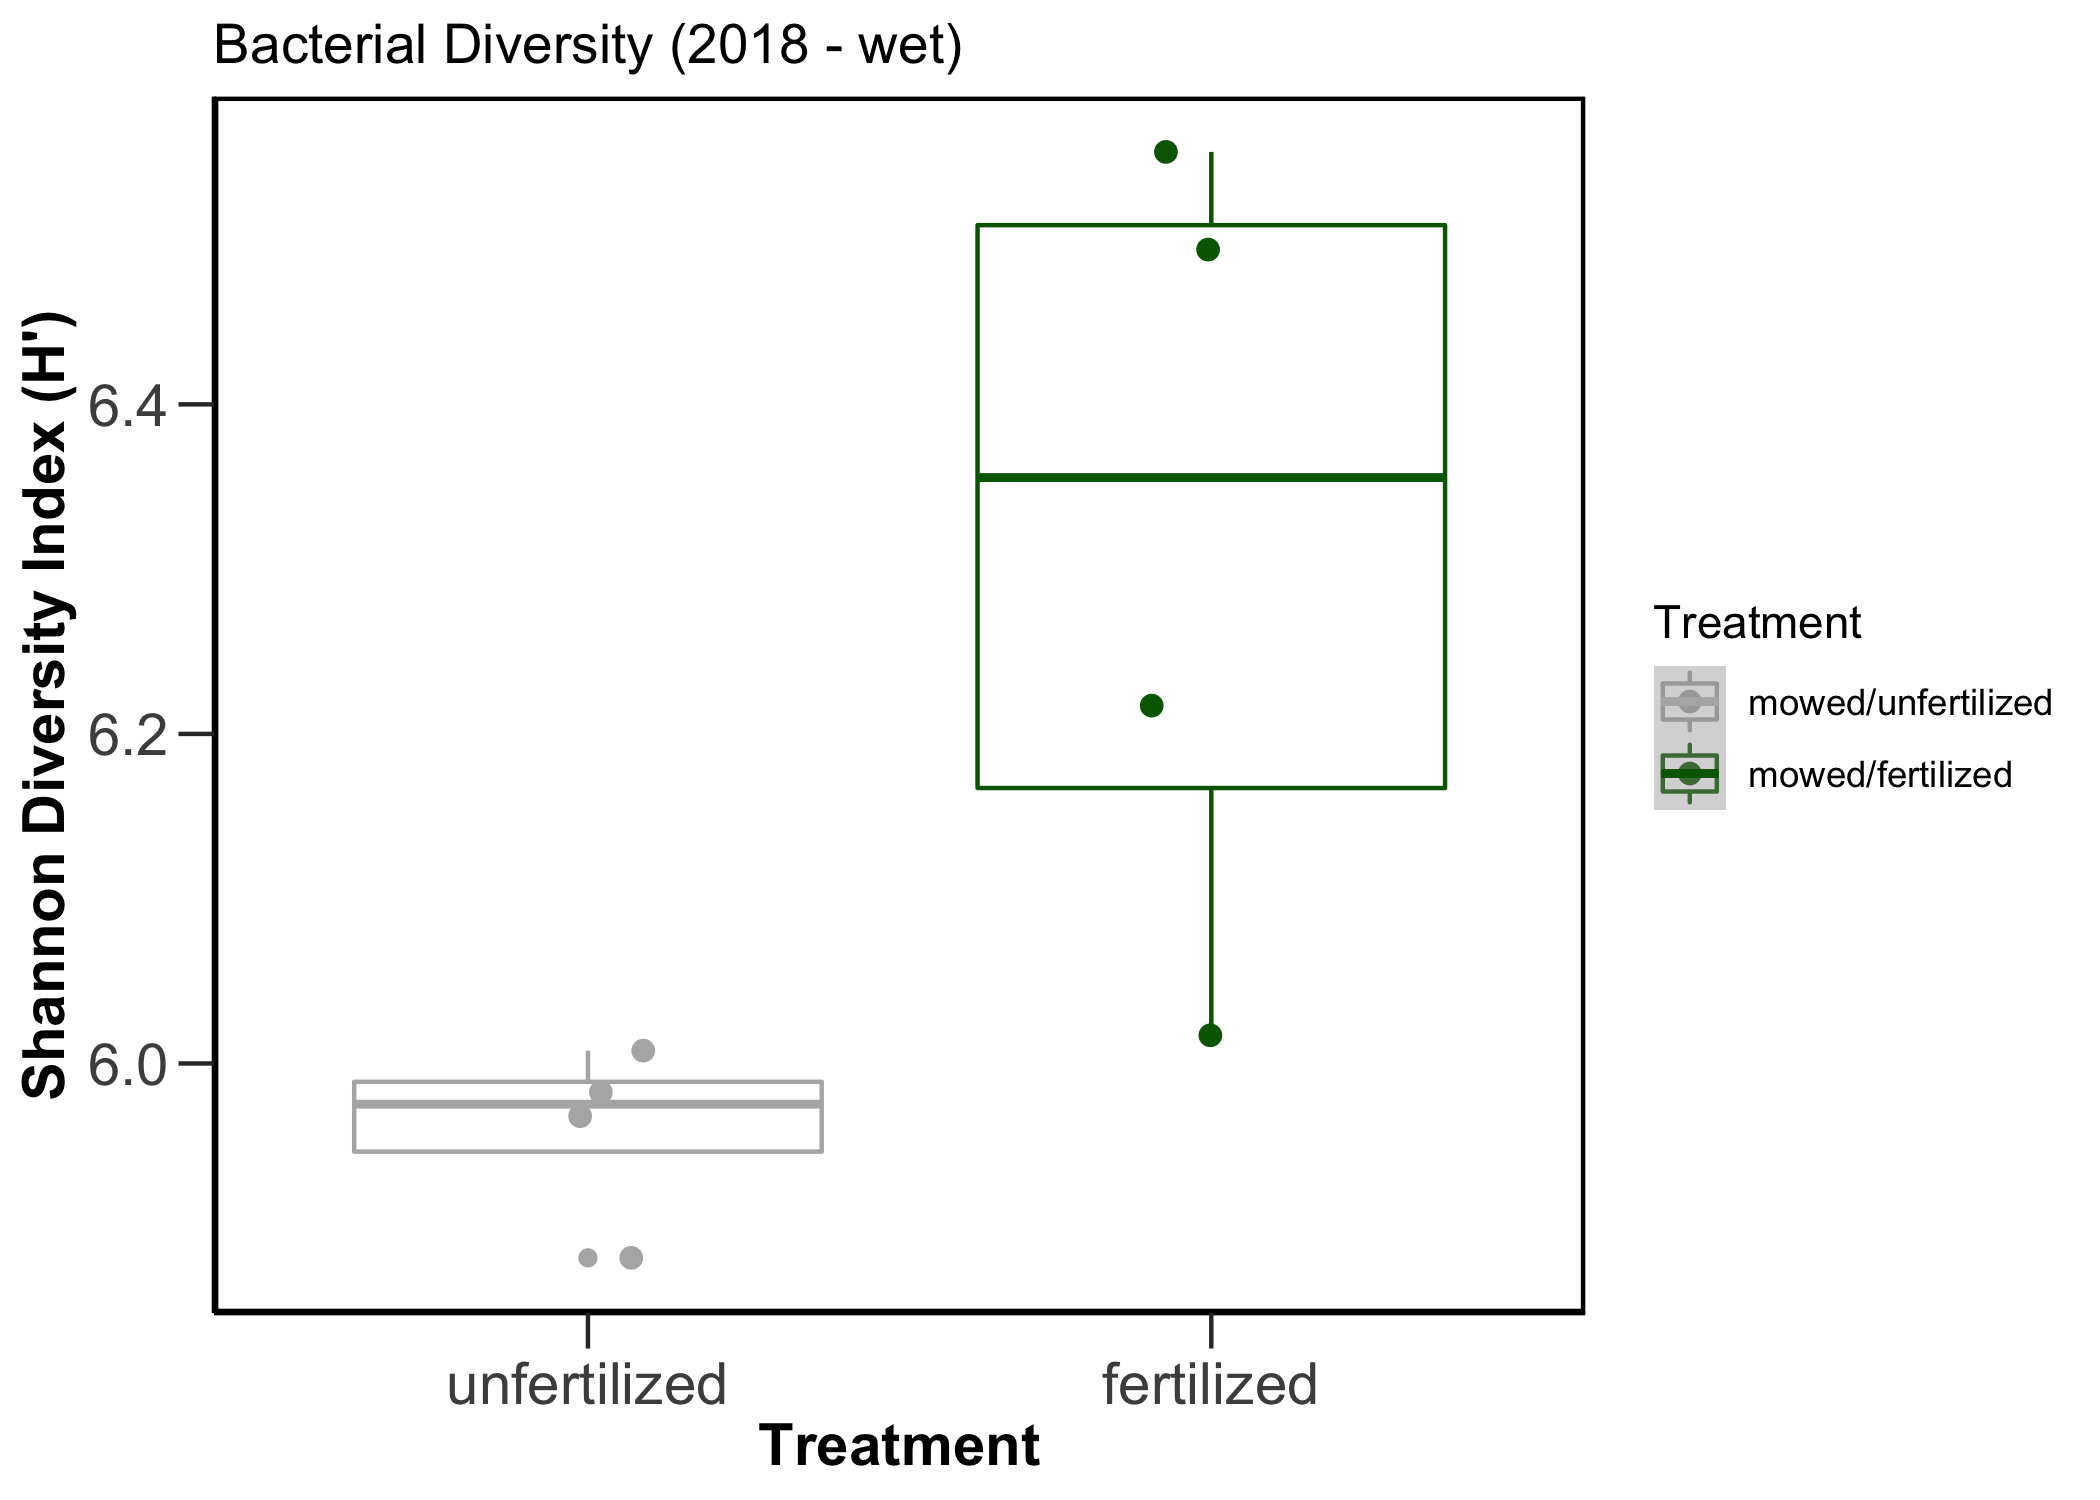 Bacterial Diversity (2018 - wet)
Shannon Diversity Index (H')
6.4
6.2
6.0
unfertilized
fertilized
Treatment
Treatment
mowed/unfertilized
mowed/fertilized